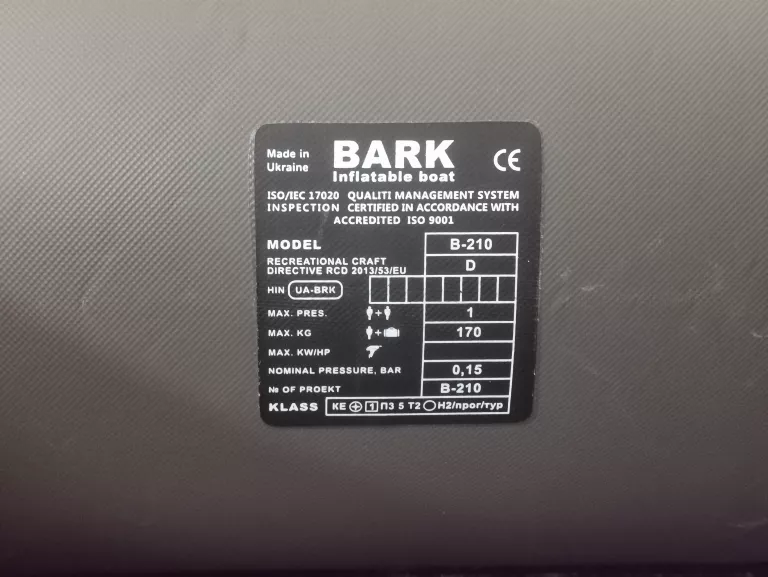 Made in Ukraine
BARK
Inflatable boat
CE
ISO/IEC 17020 QUALITI MANAGEMENT SYSTEM
INSPECTION CERTIFIED IN ACCORDANCE WITH
ACCREDITED ISO 9001
MODEL B-210
RECREATIONAL CRAFT
DIRECTIVE RCD 2013/53/EU D
HIN UA-BRK
MAX. PRES. + 1
MAX. KG + 170
MAX. KW/HP
NOMINAL PRESSURE, BAR 0,15
№ OF PROEKT B-210
KLASS КЕ ⊕ 1 П3 5 Т2 ◯ Н2/прог/тур